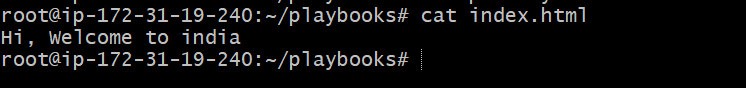 root@ip-172-31-19-240:~/playbooks# cat index.html
Hi, Welcome to india
root@ip-172-31-19-240:~/playbooks#